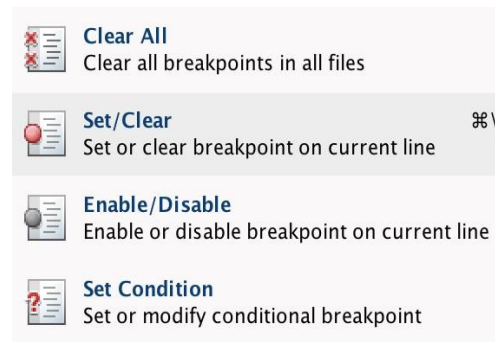 Clear All
Clear all breakpoints in all files
Set/Clear ⌘\
Set or clear breakpoint on current line
Enable/Disable
Enable or disable breakpoint on current line
Set Condition
Set or modify conditional breakpoint